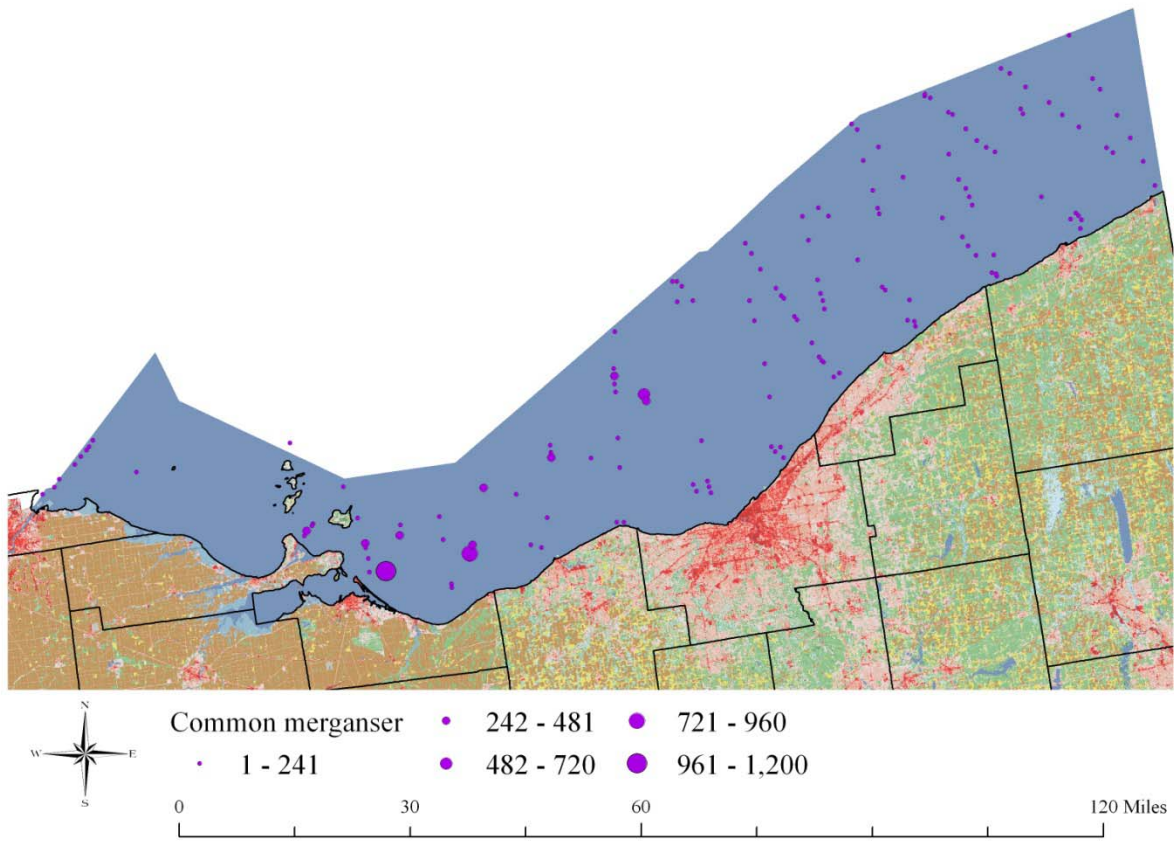 N
W E
S
Common merganser
1 - 241
242 - 481
482 - 720
721 - 960
961 - 1,200
0 30 60 120 Miles